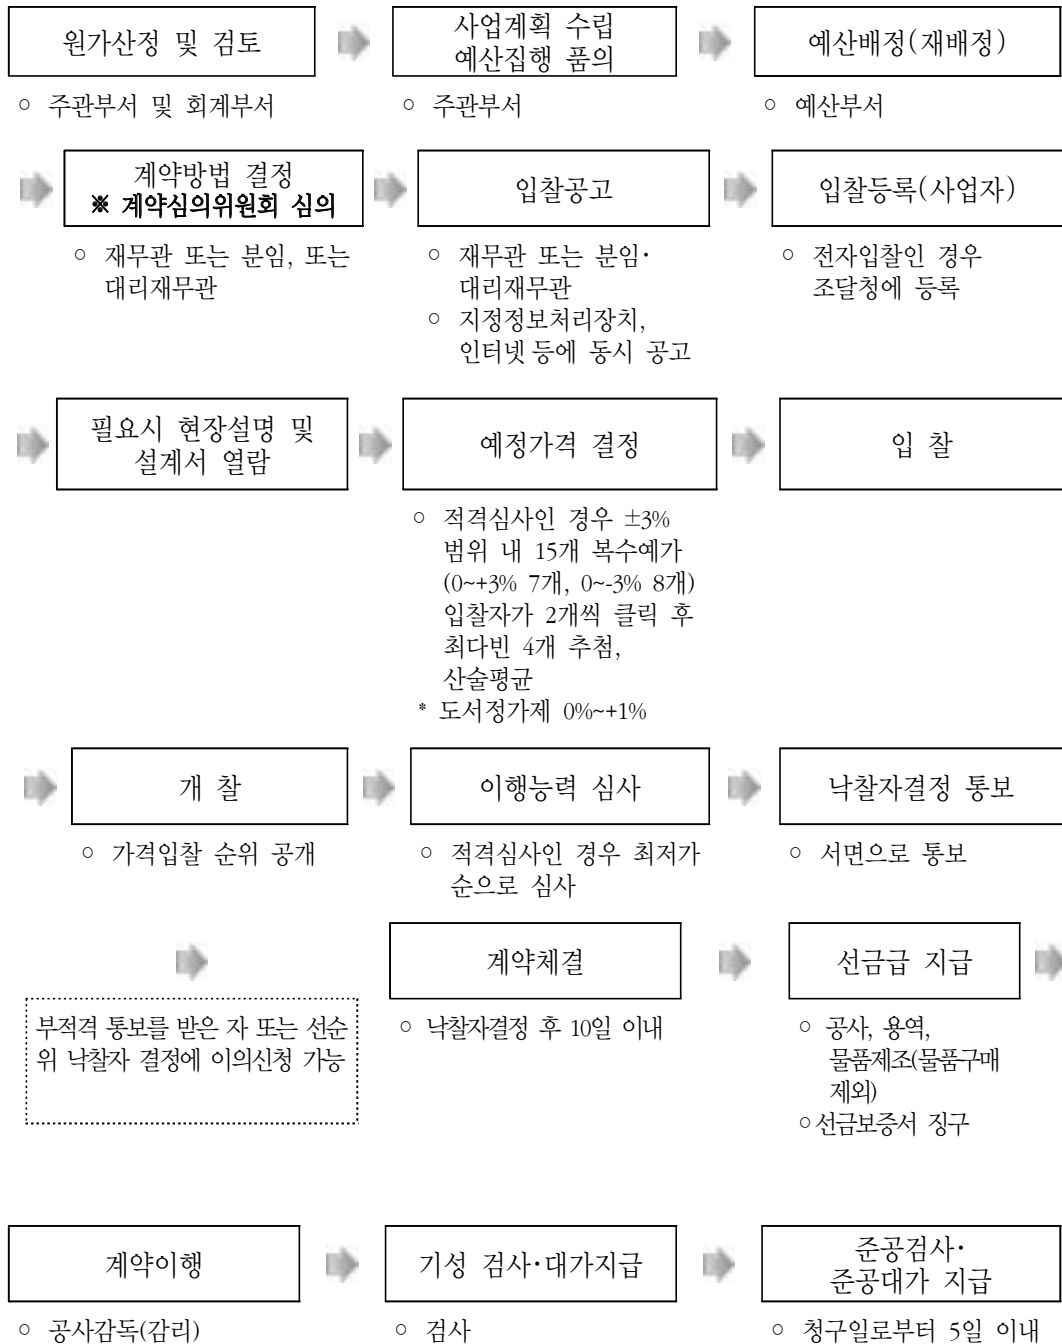 원가산정 및 검토
사업계획 수립
예산집행 품의
예산배정(재배정)
○ 주관부서 및 회계부서
○ 주관부서
○ 예산부서
계약방법 결정
※ 계약심의위원회 심의
입찰공고
입찰등록(사업자)
○ 재무관 또는 분임, 또는
대리재무관
○ 재무관 또는 분임·
대리재무관
○ 지정정보처리장치,
인터넷 등에 동시 공고
○ 전자입찰인 경우
조달청에 등록
필요시 현장설명 및
설계서 열람
예정가격 결정
입 찰
○ 적격심사인 경우 ±3%
범위 내 15개 복수예가
(0~+3% 7개, 0~-3% 8개)
입찰자가 2개씩 클릭 후
최다빈 4개 추첨,
산술평균
* 도서정가제 0%~+1%
개 찰
이행능력 심사
낙찰자결정 통보
○ 가격입찰 순위 공개
○ 적격심사인 경우 최저가
순으로 심사
○ 서면으로 통보
계약체결
선금급 지급
부적격 통보를 받은 자 또는 선순
위 낙찰자 결정에 이의신청 가능
○ 낙찰자결정 후 10일 이내
○ 공사, 용역,
물품제조(물품구매
제외)
○ 선금보증서 징구
계약이행
기성 검사·대가지급
준공검사·
준공대가 지급
○ 공사감독(감리)
○ 검사
○ 청구일로부터 5일 이내